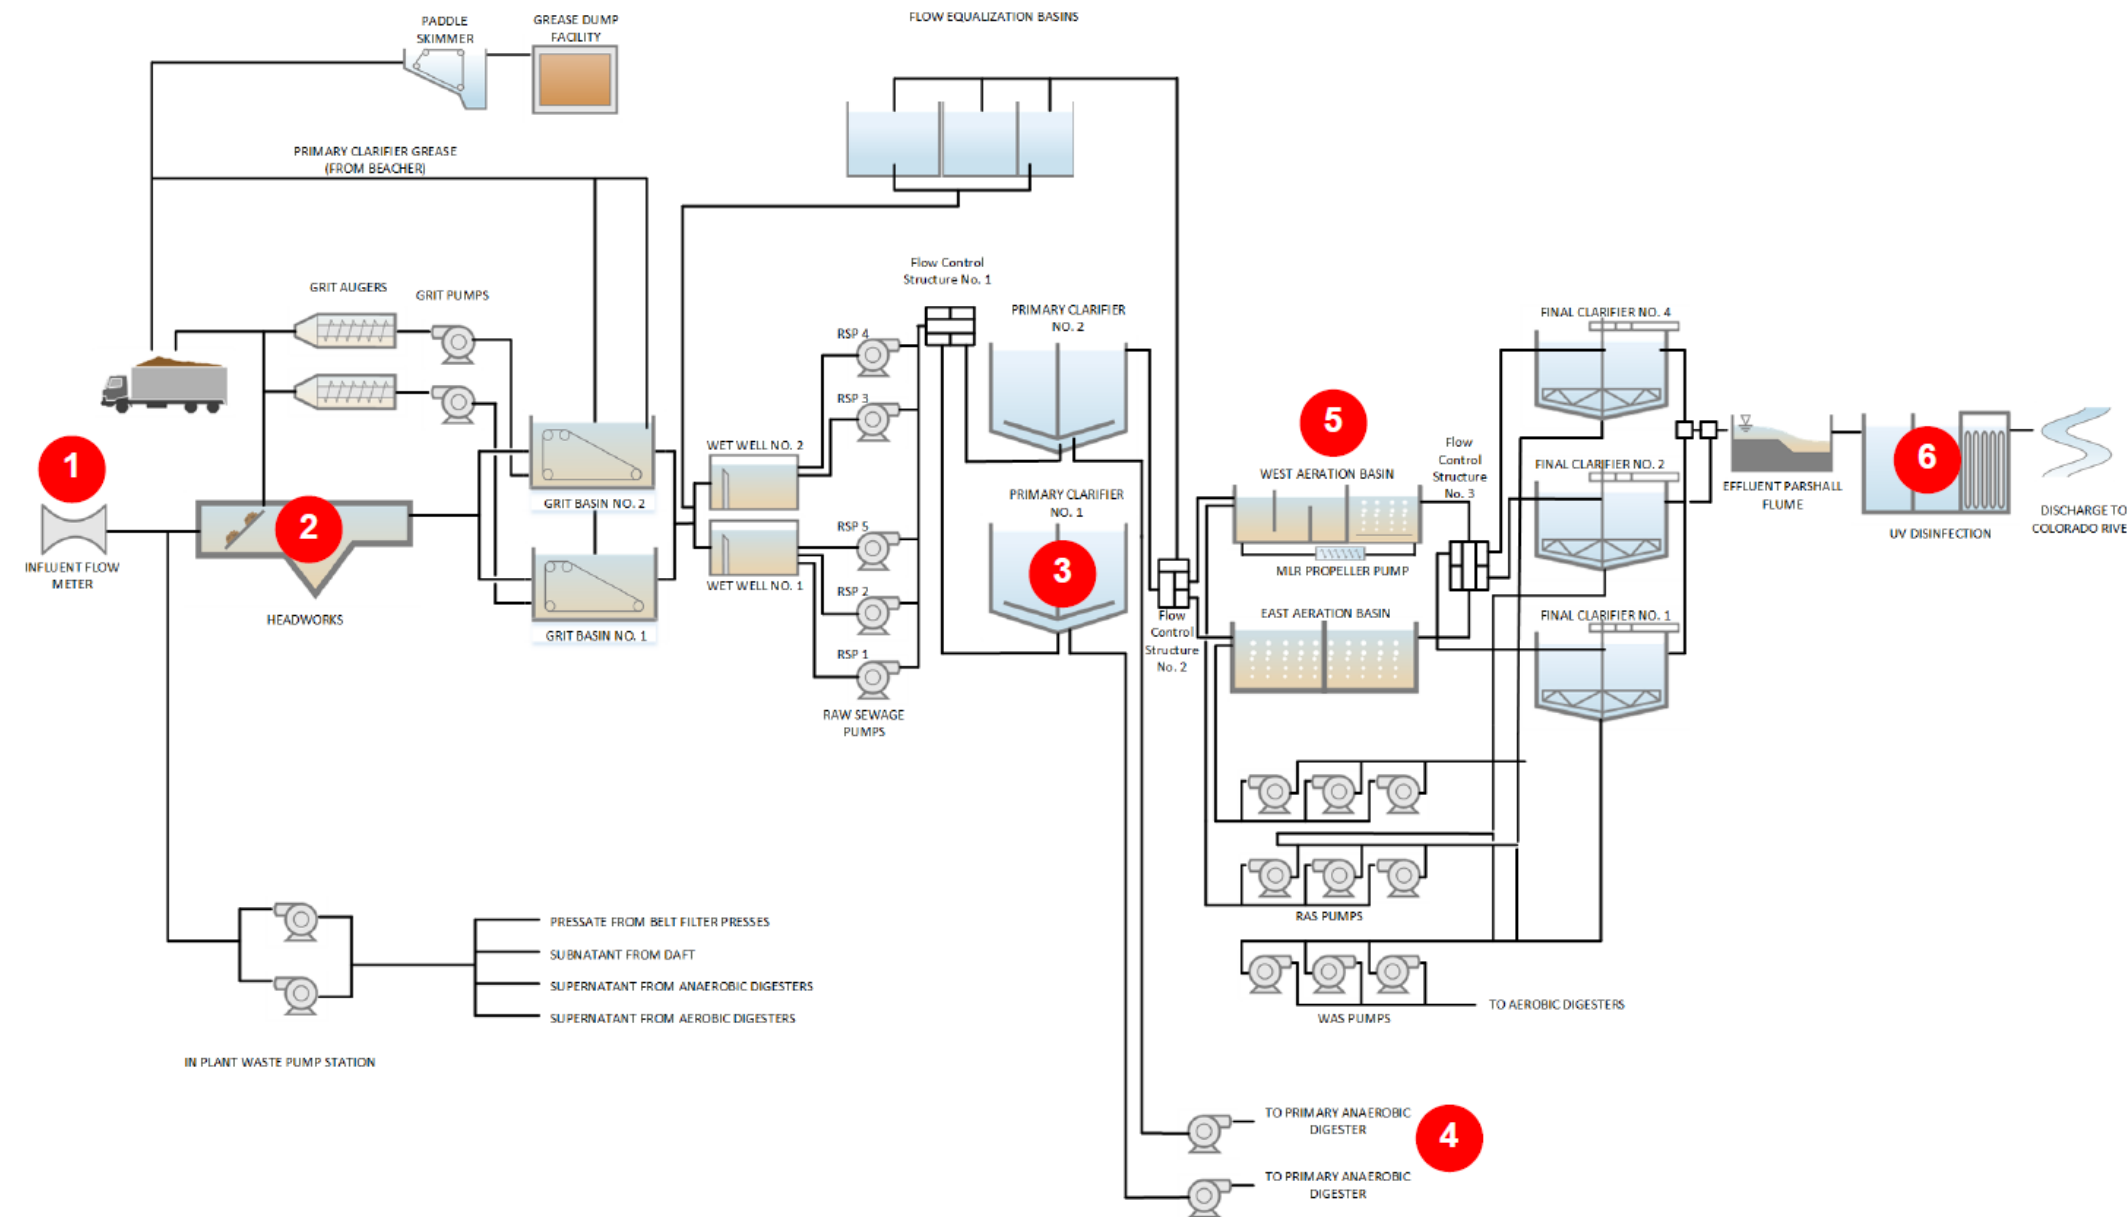 PADDLE
SKIMMER
GREASE DUMP
FACILITY
FLOW EQUALIZATION BASINS
PRIMARY CLARIFIER GREASE
(FROM BEACHER)
GRIT AUGERS
GRIT PUMPS
Flow Control
Structure No. 1
PRIMARY CLARIFIER
NO. 2
FINAL CLARIFIER NO. 4
RSP 4
RSP 3
1
2
3
4
5
6
WET WELL NO. 2
WEST AERATION BASIN
Flow
Control
Structure
No. 3
FINAL CLARIFIER NO. 2
EFFLUENT PARSHALL
FLUME
DISCHARGE TO
COLORADO RIVE
UV DISINFECTION
GRIT BASIN NO. 2
PRIMARY CLARIFIER
NO. 1
RSP 5
INFLUENT FLOW
METER
HEADWORKS
WET WELL NO. 1
RSP 2
MLR PROPELLER PUMP
Flow
Control
Structure
No. 2
EAST AERATION BASIN
FINAL CLARIFIER NO. 1
GRIT BASIN NO. 1
RSP 1
RAW SEWAGE
PUMPS
RAS PUMPS
PRESSATE FROM BELT FILTER PRESSES
SUBNATANT FROM DAFT
SUPERNATANT FROM ANAEROBIC DIGESTERS
SUPERNATANT FROM AEROBIC DIGESTERS
TO AEROBIC DIGESTERS
WAS PUMPS
IN PLANT WASTE PUMP STATION
TO PRIMARY ANAEROBIC
DIGESTER
TO PRIMARY ANAEROBIC
DIGESTER